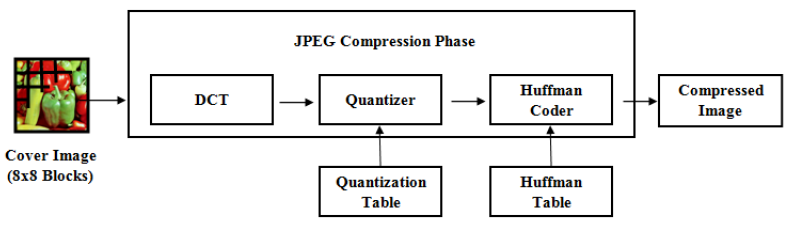 JPEG Compression Phase
DCT
Quantizer
Huffman
Coder
Compressed
Image
Cover Image
(8x8 Blocks)
Quantization
Table
Huffman
Table